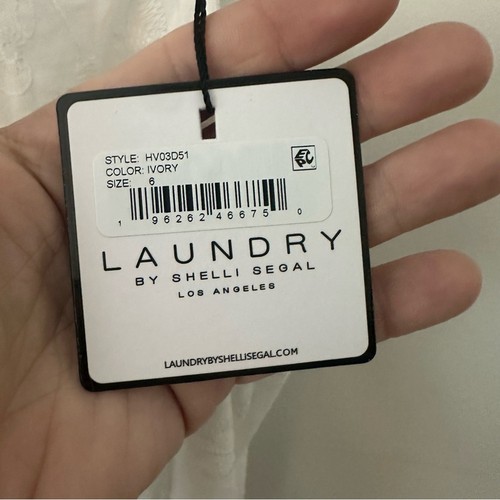 STYLE: HV03D51
COLOR: IVORY
SIZE: 6
1 96262 46675 0
LAUNDRY
BY SHELLI SEGAL
LOS ANGELES
LAUNDRYBYSHELLISEGAL.COM